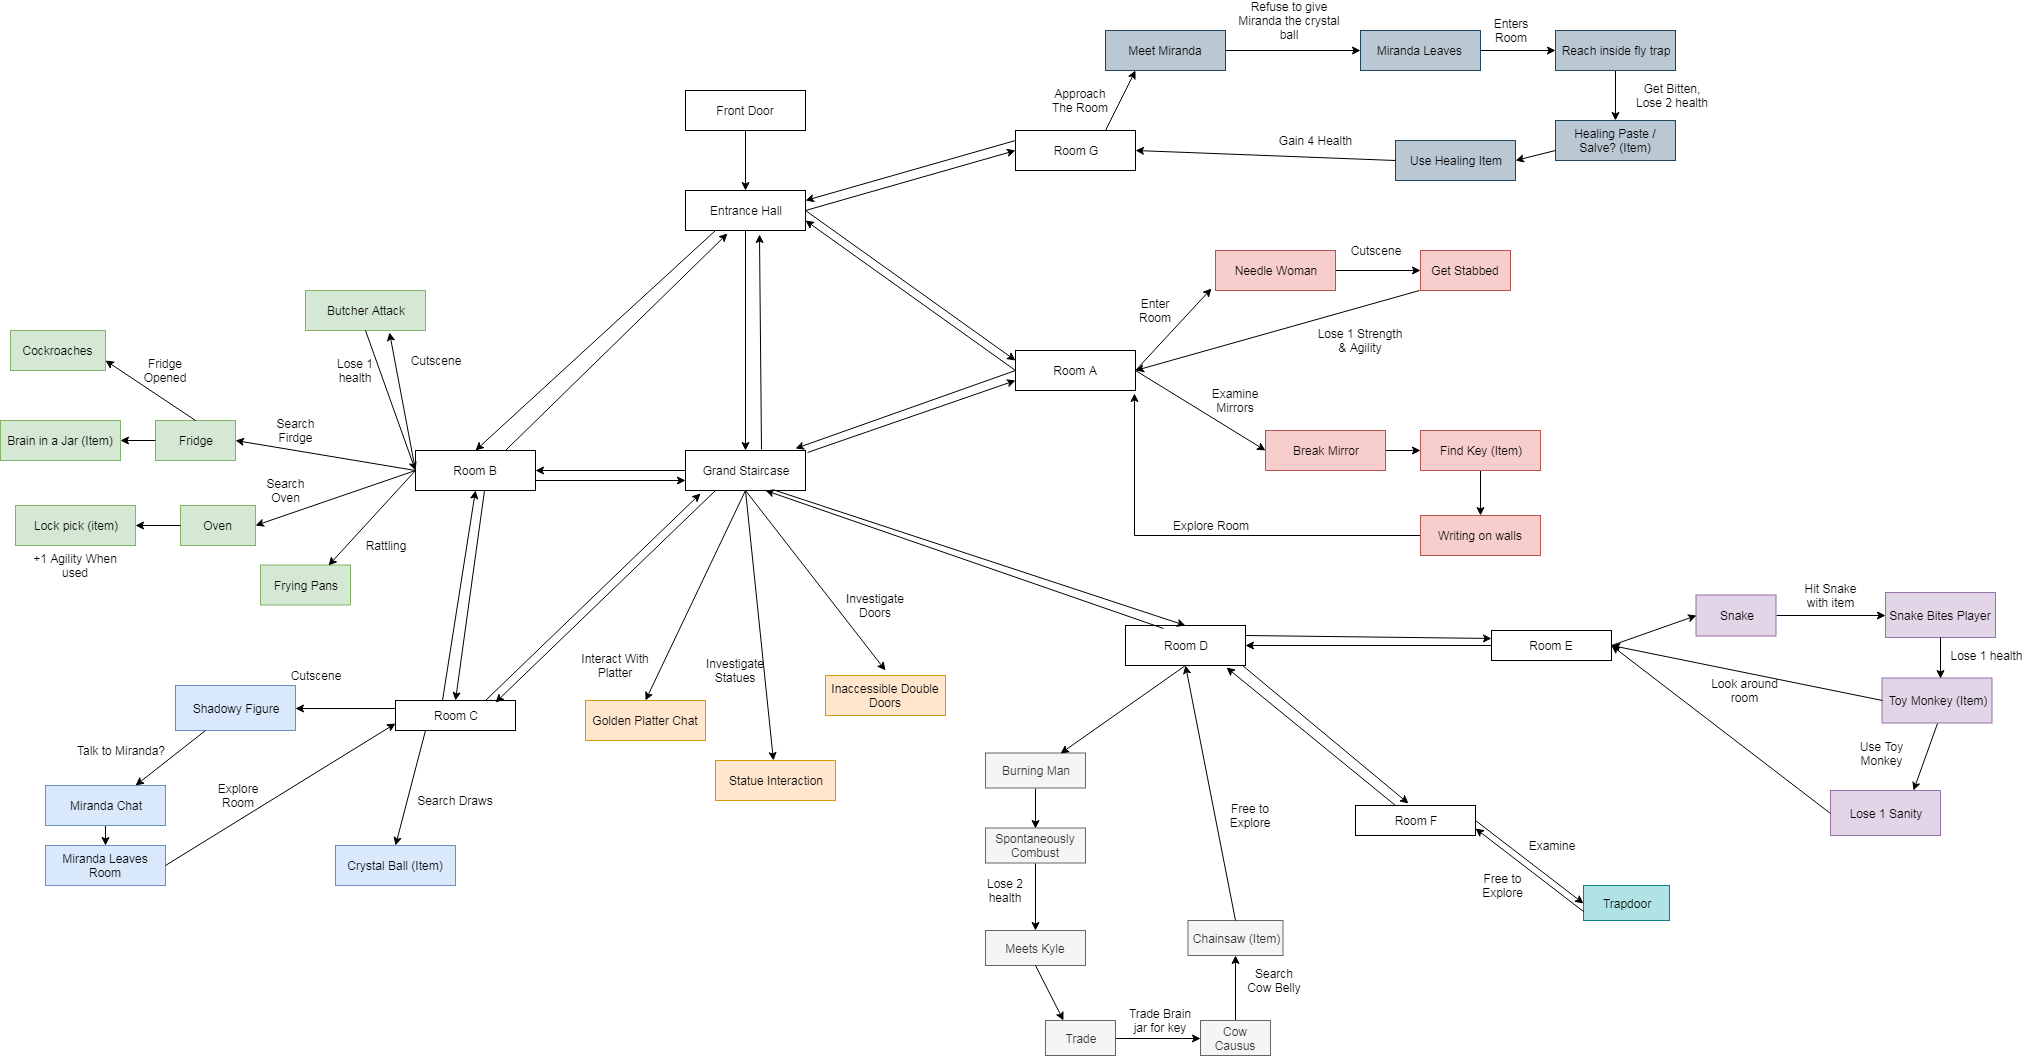 Refuse to give
Miranda the crystal
ball
Enters
Room
Meet Miranda
Miranda Leaves
Reach inside fly trap
Approach
The Room
Get Bitten,
Lose 2 health
Front Door
Room G
Gain 4 Health
Use Healing Item
Healing Paste /
Salve? (Item)
Entrance Hall
Needle Woman
Cutscene
Get Stabbed
Enter
Room
Lose 1 Strength
& Agility
Butcher Attack
Cockroaches
Fridge
Opened
Lose 1
health
Cutscene
Room A
Examine
Mirrors
Brain in a Jar (Item)
Fridge
Search
Firdge
Room B
Grand Staircase
Break Mirror
Find Key (Item)
Search
Oven
Lock pick (item)
Oven
+1 Agility When
used
Rattling
Frying Pans
Explore Room
Writing on walls
Investigate
Doors
Hit Snake
with item
Snake
Snake Bites Player
Room D
Room E
Lose 1 health
Interact With
Platter
Investigate
Statues
Cutscene
Shadowy Figure
Room C
Golden Platter Chat
Inaccessible Double
Doors
Look around
room
Toy Monkey (Item)
Talk to Miranda?
Use Toy
Monkey
Burning Man
Statue Interaction
Miranda Chat
Explore
Room
Search Draws
Free to
Explore
Room F
Lose 1 Sanity
Spontaneously
Combust
Examine
Miranda Leaves
Room
Crystal Ball (Item)
Lose 2
health
Free to
Explore
Trapdoor
Meets Kyle
Chainsaw (Item)
Search
Cow Belly
Trade
Trade Brain
jar for key
Cow
Causus